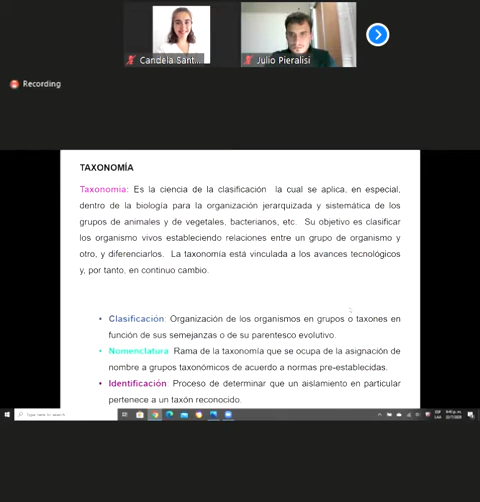 Candela Sant...
Julio Pieralisi
Recording
TAXONOMÍA
Taxonomía: Es la ciencia de la clasificación la cual se aplica, en especial,
dentro de la biología para la organización jerarquizada y sistemática de los
grupos de animales y de vegetales, bacterianos, etc. Su objetivo es clasificar
los organismo vivos estableciendo relaciones entre un grupo de organismo y
otro, y diferenciarlos. La taxonomía está vinculada a los avances tecnológicos
y, por tanto, en continuo cambio.
• Clasificación: Organización de los organismos en grupos o taxones en
función de sus semejanzas o de su parentesco evolutivo.
• Nomenclatura: Rama de la taxonomía que se ocupa de la asignación de
nombre a grupos taxonómicos de acuerdo a normas pre-establecidas.
• Identificación: Proceso de determinar que un aislamiento en particular
pertenece a un taxón reconocido.
Type here to search